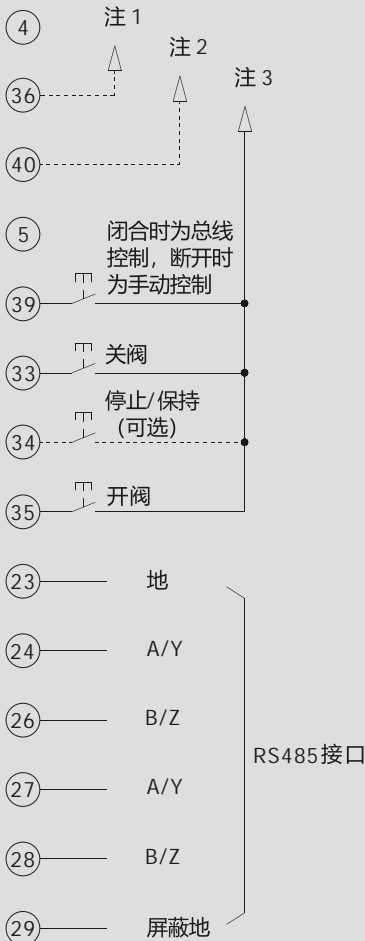 4
注1
注2
36
注3
40
5
闭合时为总线
控制，断开时
为手动控制
39
关阀
33
停止/保持
（可选）
34
开阀
35
23 地
24 A/Y
26 B/Z
RS485接口
27 A/Y
28 B/Z
29 屏蔽地